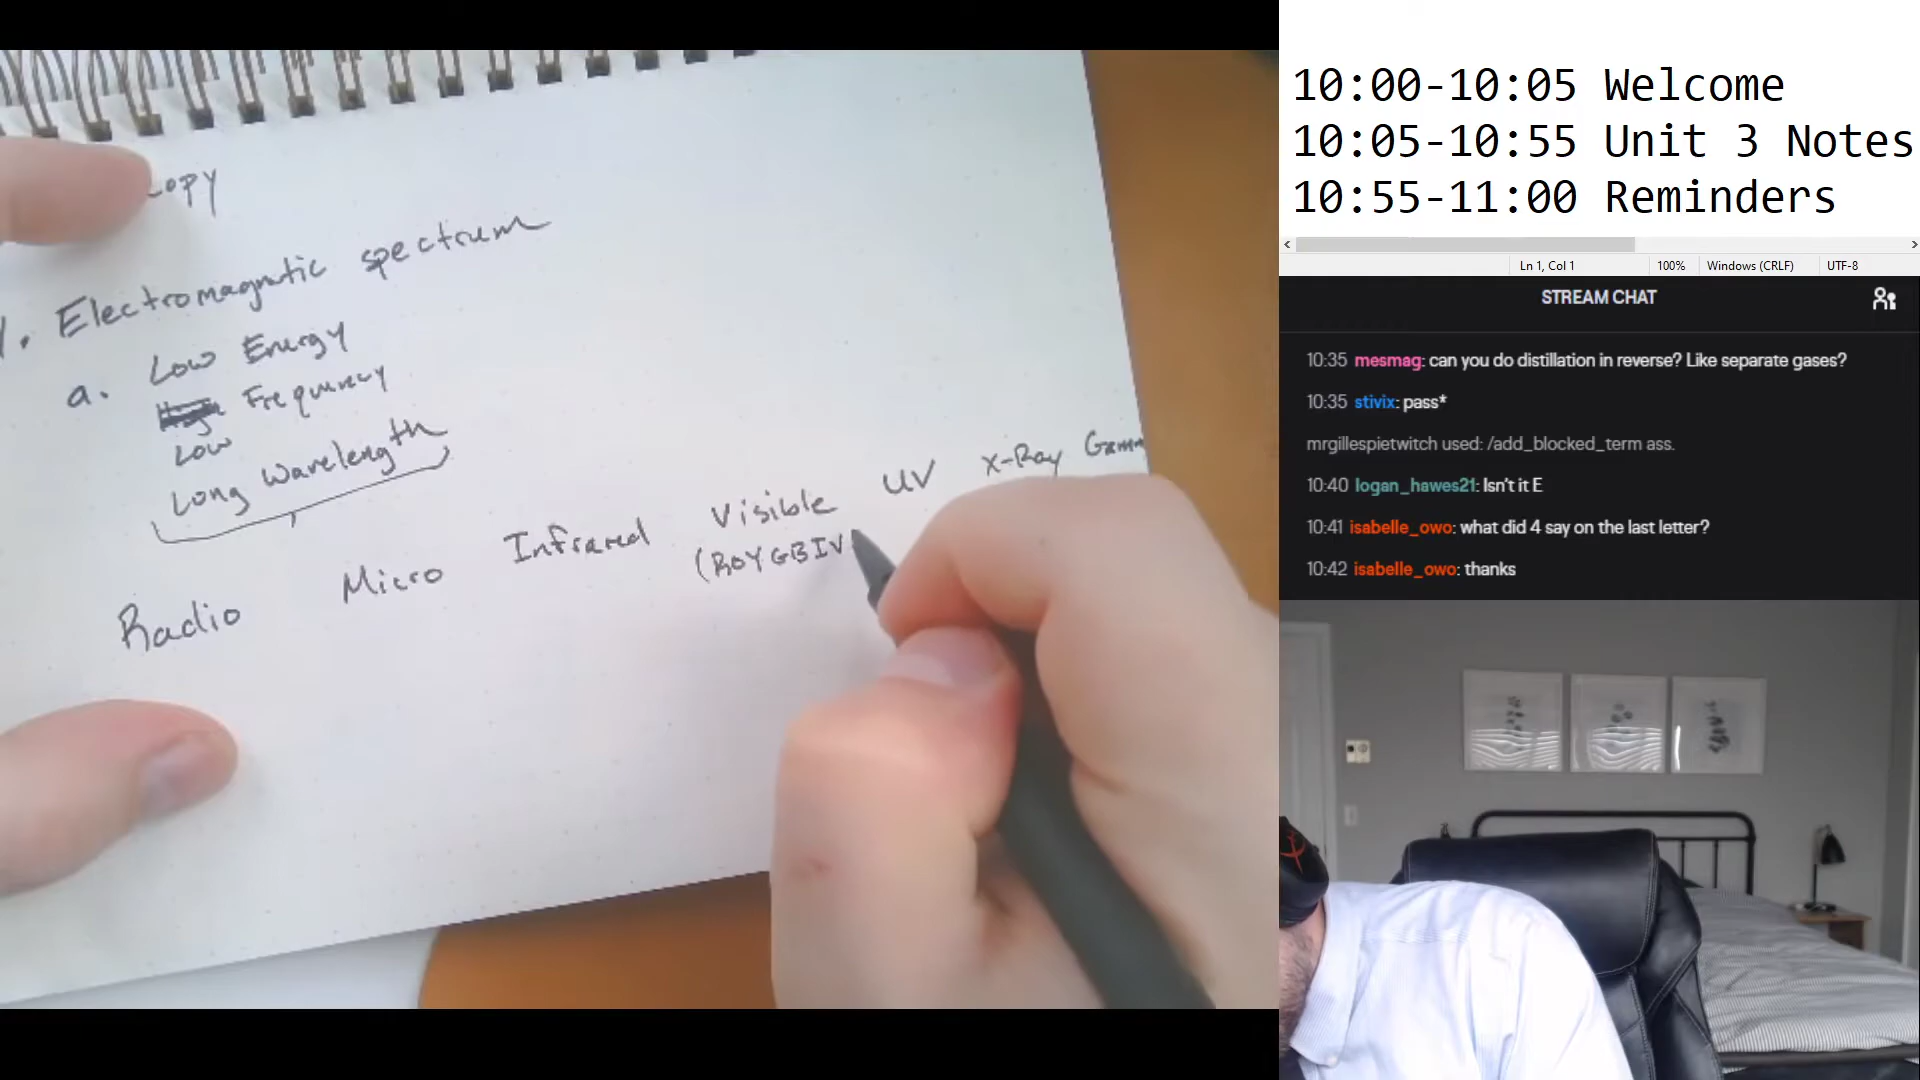 copy
Electromagnetic spectrum
a. Low Energy
Frequency
Low
Long Wavelength
Radio Micro Infrared Visible UV X-Ray Gamm
(ROYGBIV
10:00-10:05 Welcome
10:05-10:55 Unit 3 Notes
10:55-11:00 Reminders
Ln 1, Col 1 100% Windows (CRLF) UTF-8
STREAM CHAT
10:35 mesmag: can you do distillation in reverse? Like separate gases?
10:35 stivix: pass*
mrgillespietwitch used: /add_blocked_term ass.
10:40 logan_hawes21: Isn't it E
10:41 isabelle_owo: what did 4 say on the last letter?
10:42 isabelle_owo: thanks